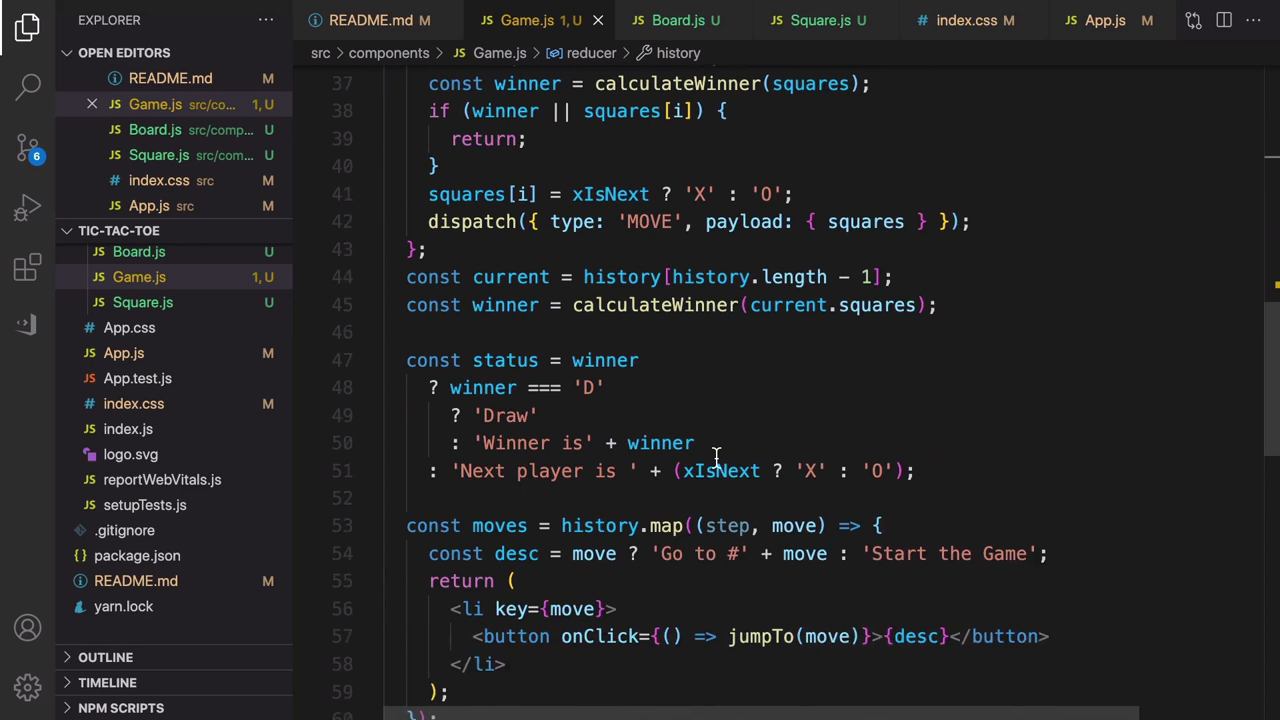 EXPLORER
README.md M
Game.js 1, U
Board.js U
Square.js U
index.css M
App.js M
OPEN EDITORS
README.md M
Game.js src/co... 1, U
Board.js src/comp... U
Square.js src/com... U
index.css src M
App.js src M
TIC-TAC-TOE
Board.js U
Game.js 1, U
Square.js U
App.css
App.js M
App.test.js
index.css M
index.js
logo.svg
reportWebVitals.js
setupTests.js
.gitignore
package.json
README.md M
yarn.lock
OUTLINE
TIMELINE
NPM SCRIPTS
6
src > components > Game.js > reducer > history
37 const winner = calculateWinner(squares);
38 if (winner || squares[i]) {
39 return;
40 }
41 squares[i] = xIsNext ? 'X' : 'O';
42 dispatch({ type: 'MOVE', payload: { squares } });
43 };
44 const current = history[history.length - 1];
45 const winner = calculateWinner(current.squares);
46
47 const status = winner
48 ? winner === 'D'
49 ? 'Draw'
50 : 'Winner is' + winner
51 : 'Next player is ' + (xIsNext ? 'X' : 'O');
52
53 const moves = history.map((step, move) => {
54 const desc = move ? 'Go to #' + move : 'Start the Game';
55 return (
56 <li key={move}>
57 <button onClick={() => jumpTo(move)}>{desc}</button>
58 </li>
59 );
60 });